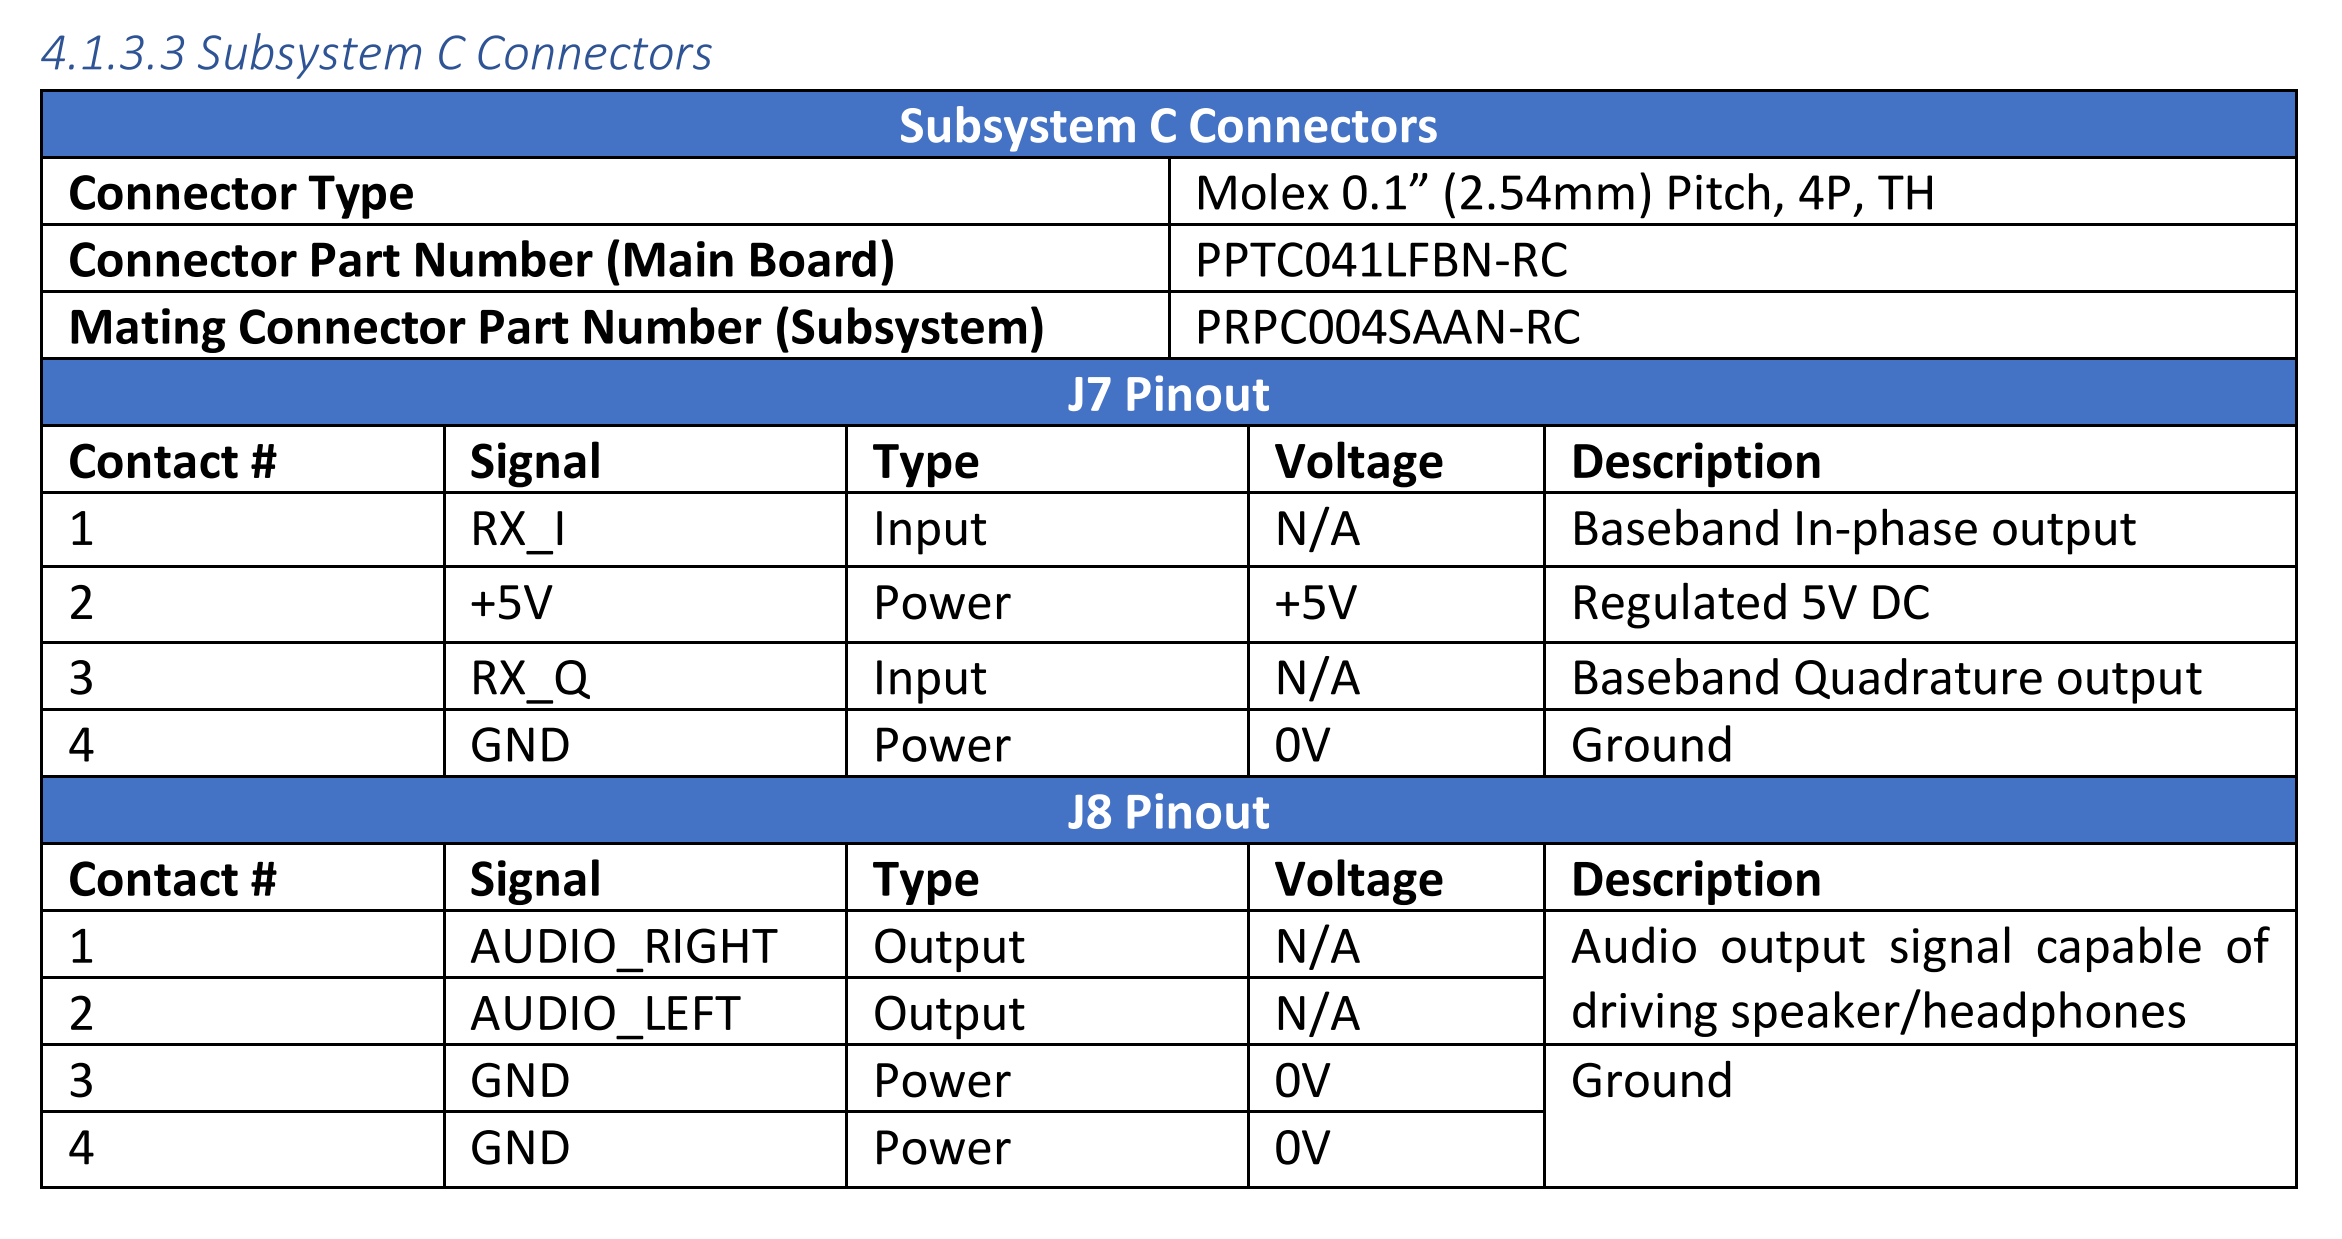 4.1.3.3 Subsystem C Connectors
Subsystem C Connectors
Connector Type Molex 0.1” (2.54mm) Pitch, 4P, TH
Connector Part Number (Main Board) PPTC041LFBN-RC
Mating Connector Part Number (Subsystem) PRPC004SAAN-RC
J7 Pinout
Contact # Signal Type Voltage Description
1 RX_I Input N/A Baseband In-phase output
2 +5V Power +5V Regulated 5V DC
3 RX_Q Input N/A Baseband Quadrature output
4 GND Power 0V Ground
J8 Pinout
Contact # Signal Type Voltage Description
1 AUDIO_RIGHT Output N/A Audio output signal capable of
2 AUDIO_LEFT Output N/A driving speaker/headphones
3 GND Power 0V Ground
4 GND Power 0V